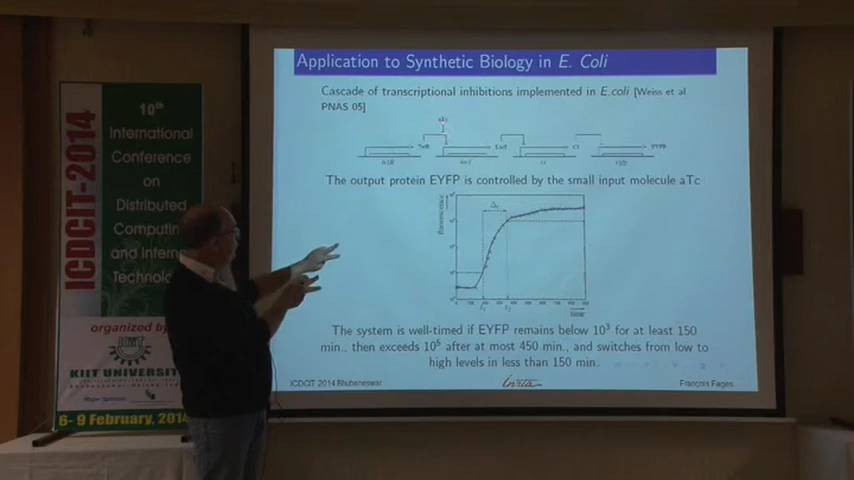 Application to Synthetic Biology in E. Coli
Cascade of transcriptional inhibitions implemented in E.coli [Weiss et al
PNAS 05]
The output protein EYFP is controlled by the small input molecule aTc
fluorescence
time
The system is well-timed if EYFP remains below 10³ for at least 150
min., then exceeds 10⁵ after at most 450 min., and switches from low to
high levels in less than 150 min.
ICDCIT 2014 Bhubaneswar
Inria
François Fages
ICDCIT-2014
10th
International
Conference
on
Distributed
Computin
and Intern
Technolo
organized by
KIIT UNIVERSIT
6- 9 February, 2014